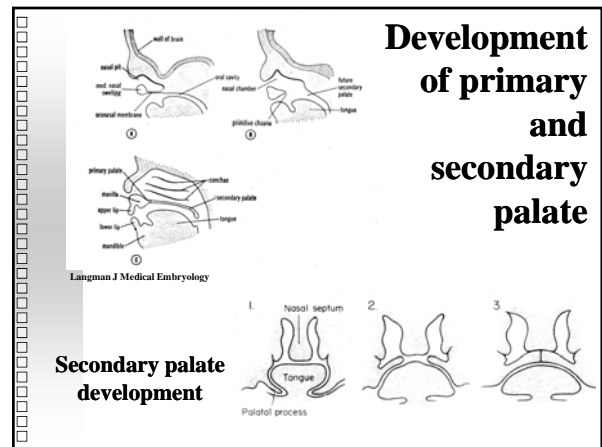 Development
of primary
and
secondary
palate
wall of brain
nasal pit
med. nasal
swelling
oronasal membrane
oral cavity
A
nasal chamber
primitive choana
future
secondary
palate
tongue
B
primary palate
maxilla
upper lip
lower lip
mandible
conchae
secondary palate
tongue
C
Langman J Medical Embryology
Secondary palate
development
1.
Nasal septum
Tongue
Palatal process
2.
3.